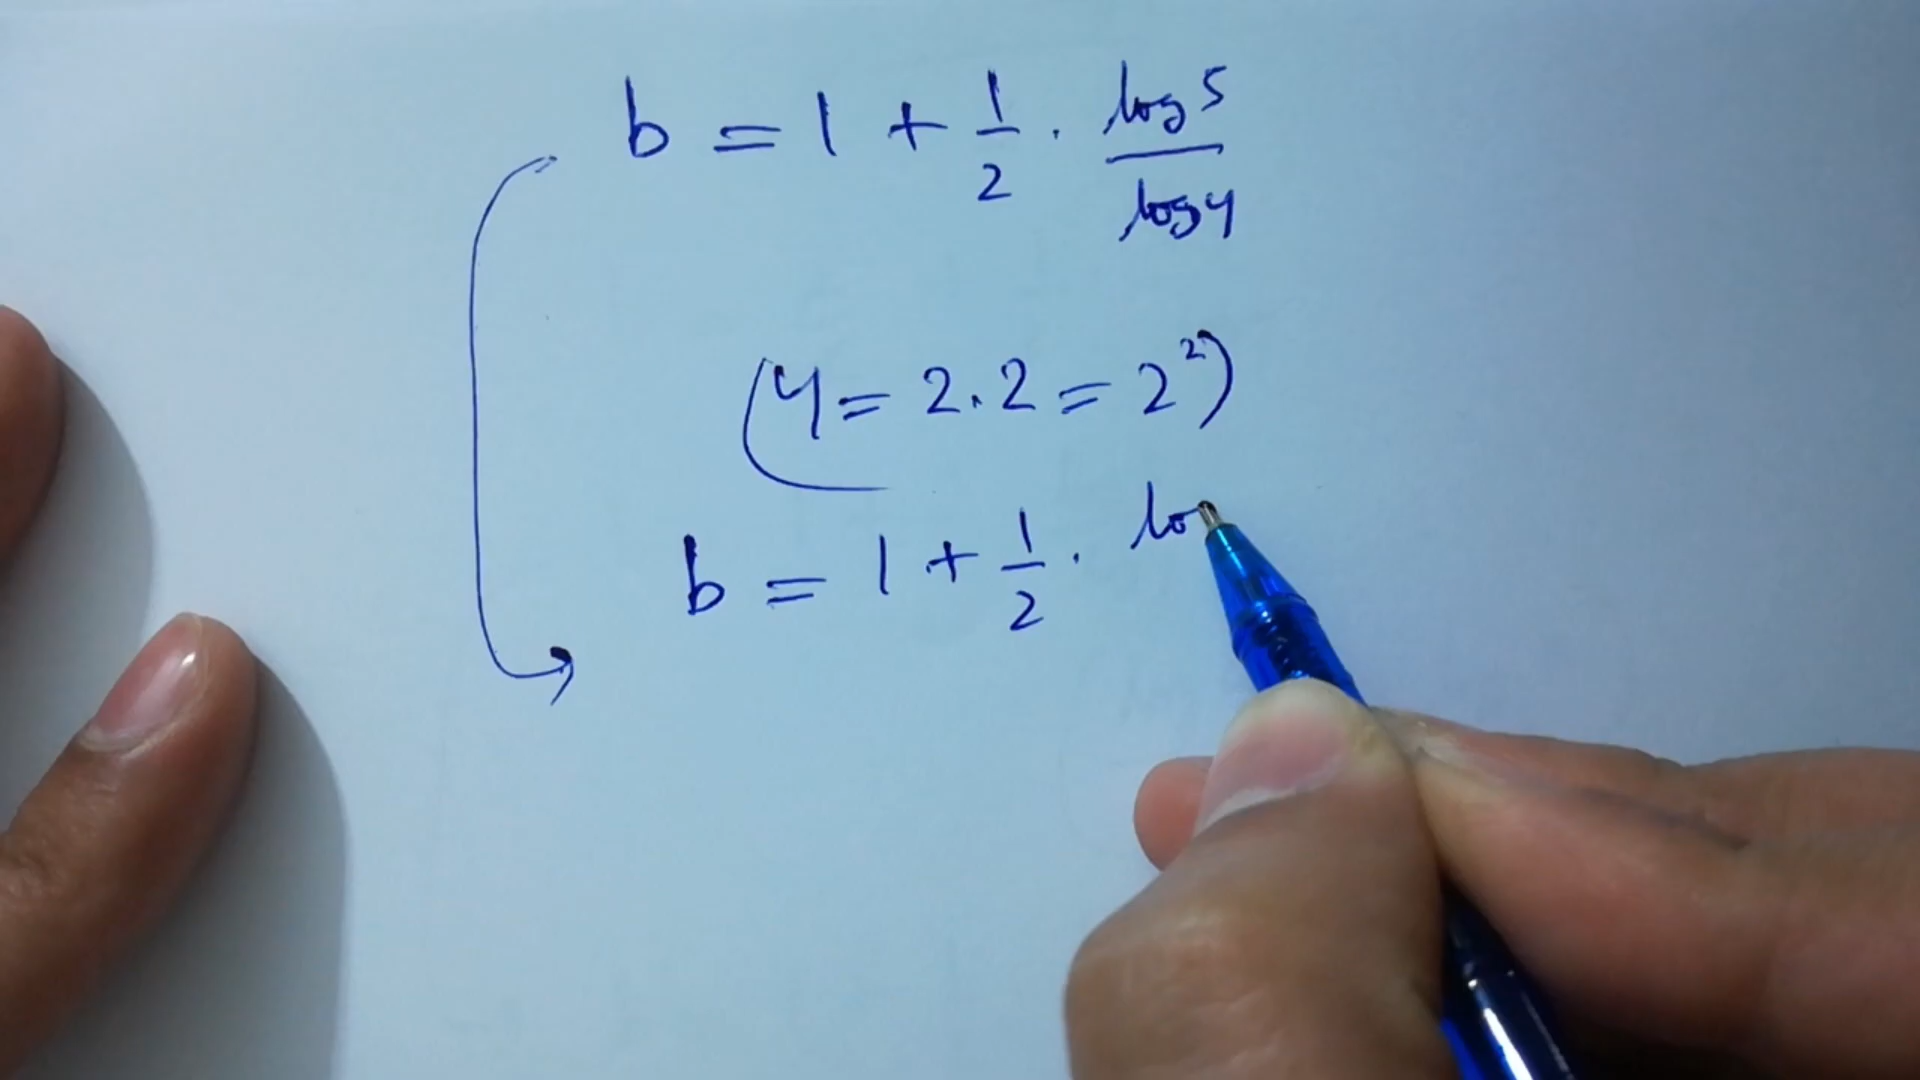 b = 1 + 1/2 · log5/log4
(4 = 2.2 = 2²)
b = 1 + 1/2 · lo